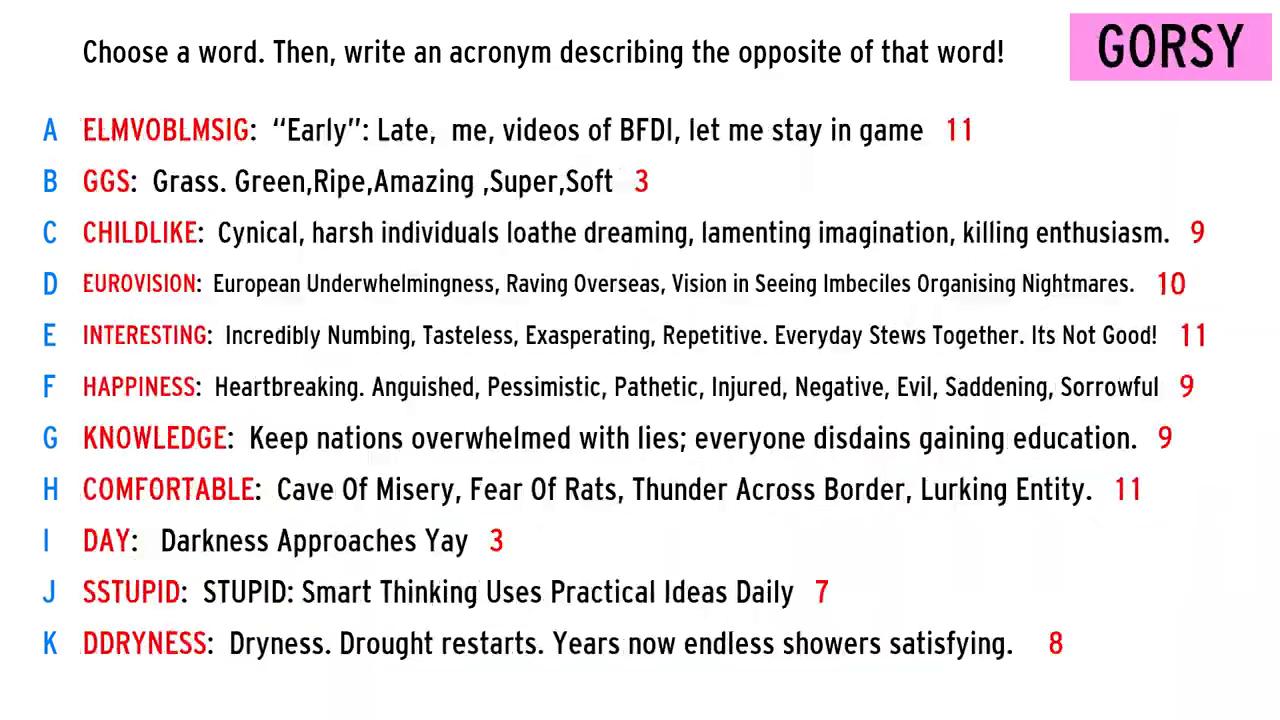 Choose a word. Then, write an acronym describing the opposite of that word!
GORSY
A ELMVOBLMSIG: “Early”: Late, me, videos of BFDI, let me stay in game 11
B GGS: Grass. Green,Ripe,Amazing ,Super,Soft 3
C CHILDLIKE: Cynical, harsh individuals loathe dreaming, lamenting imagination, killing enthusiasm. 9
D EUROVISION: European Underwhelmingness, Raving Overseas, Vision in Seeing Imbeciles Organising Nightmares. 10
E INTERESTING: Incredibly Numbing, Tasteless, Exasperating, Repetitive. Everyday Stews Together. Its Not Good! 11
F HAPPINESS: Heartbreaking. Anguished, Pessimistic, Pathetic, Injured, Negative, Evil, Saddening, Sorrowful 9
G KNOWLEDGE: Keep nations overwhelmed with lies; everyone disdains gaining education. 9
H COMFORTABLE: Cave Of Misery, Fear Of Rats, Thunder Across Border, Lurking Entity. 11
I DAY: Darkness Approaches Yay 3
J SSTUPID: STUPID: Smart Thinking Uses Practical Ideas Daily 7
K DDRYNESS: Dryness. Drought restarts. Years now endless showers satisfying. 8